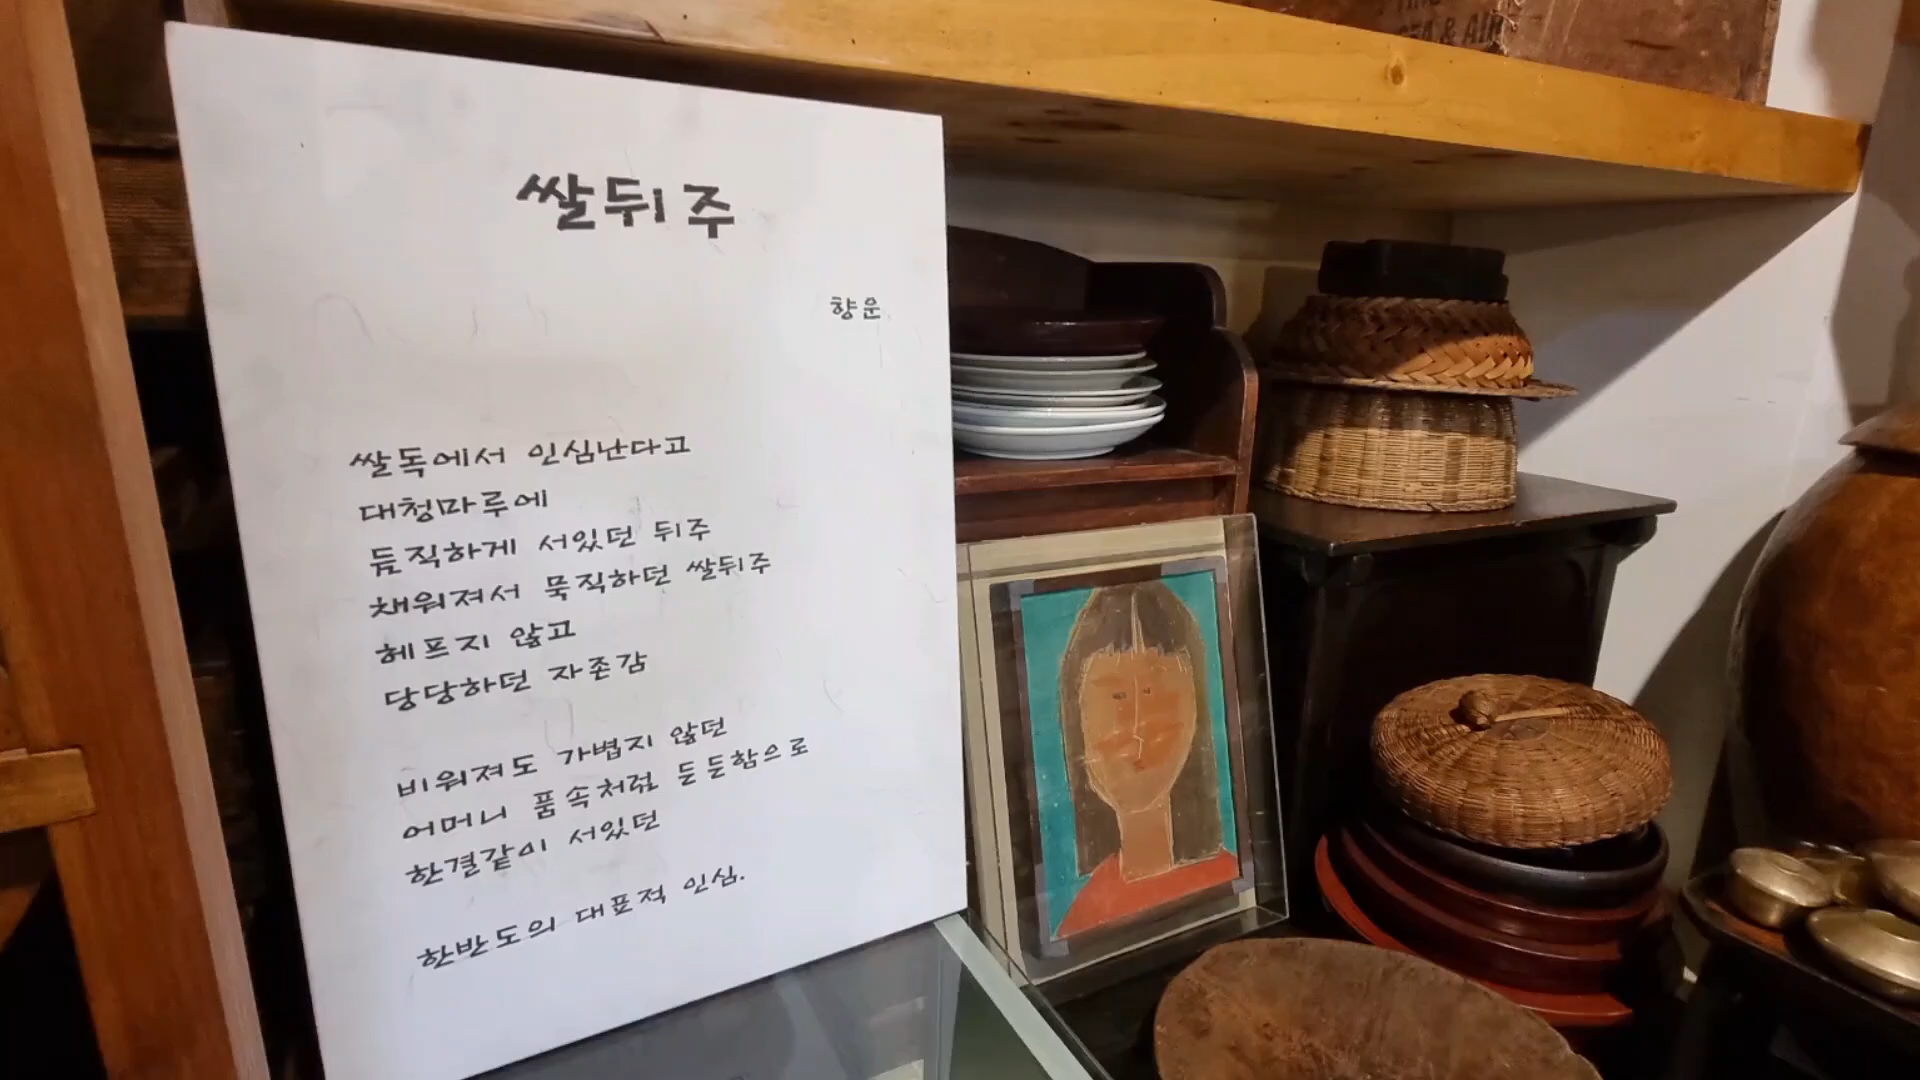 SEA & AIR
쌀뒤주
향운
쌀독에서 인심난다고
대청마루에
듬직하게 서있던 뒤주
채워져서 묵직하던 쌀뒤주
헤프지 않고
당당하던 자존감
비워져도 가볍지 않던
어머니 품속처럼 든든함으로
한결같이 서있던
한반도의 대표적 인심.